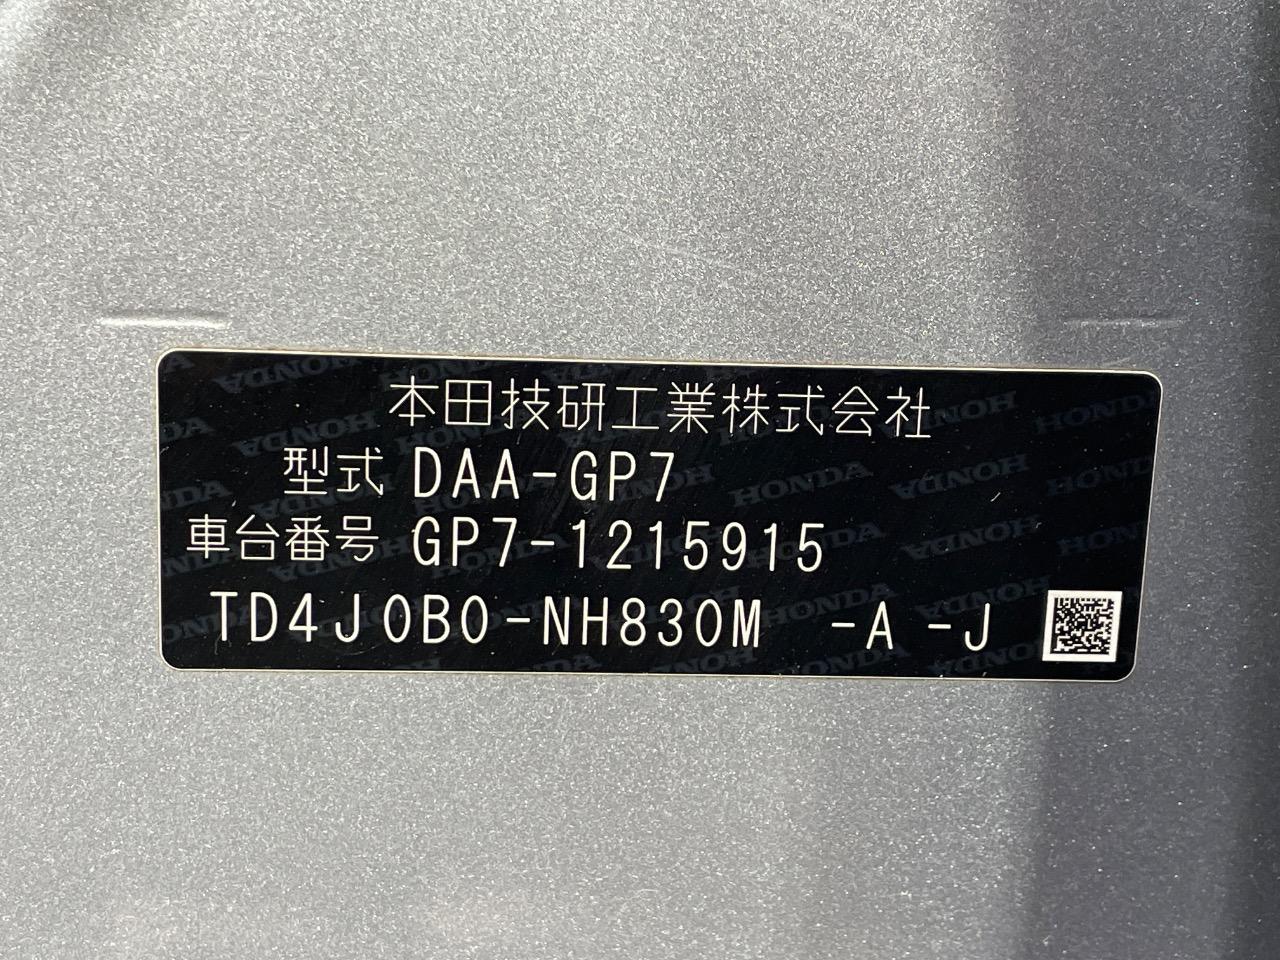 本田技研工業株式会社
型式 DAA-GP7
車台番号 GP7-1215915
TD4J0B0-NH830M -A -J